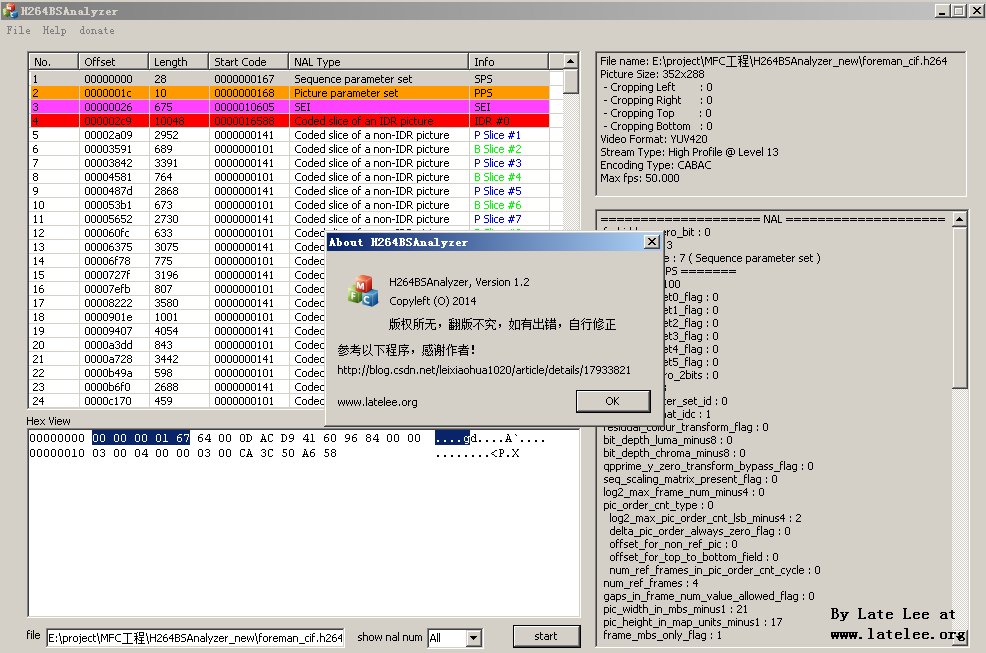 H264BSAnalyzer
File Help donate
No. Offset Length Start Code NAL Type Info
1 00000000 28 0000000167 Sequence parameter set SPS
2 0000001c 10 0000000168 Picture parameter set PPS
3 00000026 675 0000010605 SEI SEI
4 000002c9 10048 0000016588 Coded slice of an IDR picture IDR #0
5 00002a09 2952 0000000141 Coded slice of a non-IDR picture P Slice #1
6 00003591 689 0000000101 Coded slice of a non-IDR picture B Slice #2
7 00003842 3391 0000000141 Coded slice of a non-IDR picture P Slice #3
8 00004581 764 0000000101 Coded slice of a non-IDR picture B Slice #4
9 0000487d 2868 0000000141 Coded slice of a non-IDR picture P Slice #5
10 000053b1 673 0000000101 Coded slice of a non-IDR picture B Slice #6
11 00005652 2730 0000000141 Coded slice of a non-IDR picture P Slice #7
12 000060fc 633 0000000101
13 00006375 3075 0000000141 Codec
14 00006f78 775 0000000101 Codec
15 0000727f 3196 0000000141 Codec
16 00007efb 807 0000000101 Codec
17 00008222 3580 0000000141 Codec
18 0000901e 1001 0000000101 Codec
19 00009407 4054 0000000141 Codec
20 0000a3dd 843 0000000101 Codec
21 0000a728 3442 0000000141 Codec
22 0000b49a 598 0000000101 Codec
23 0000b6f0 2688 0000000141 Codec
24 0000c170 459 0000000101 Codec
Hex View
00000000 00 00 00 01 67 64 00 0D AC D9 41 60 96 84 00 00 ....gd....A`....
00000010 03 00 04 00 00 03 00 CA 3C 50 A6 58 ........<P.X
file E:\project\MFC工程\H264BSAnalyzer_new\foreman_cif.h264 show nal num All start
File name: E:\project\MFC工程\H264BSAnalyzer_new\foreman_cif.h264
Picture Size: 352x288
- Cropping Left : 0
- Cropping Right : 0
- Cropping Top : 0
- Cropping Bottom : 0
Video Format: YUV420
Stream Type: High Profile @ Level 13
Encoding Type: CABAC
Max fps: 50.000
==================== NAL ====================
ero_bit : 0
3
e : 7 ( Sequence parameter set )
PS =======
100
et0_flag : 0
et1_flag : 0
et2_flag : 0
et3_flag : 0
et4_flag : 0
et5_flag : 0
o_2bits : 0
ter_set_id : 0
at_idc : 1
residual_colour_transform_flag : 0
bit_depth_luma_minus8 : 0
bit_depth_chroma_minus8 : 0
qpprime_y_zero_transform_bypass_flag : 0
seq_scaling_matrix_present_flag : 0
log2_max_frame_num_minus4 : 0
pic_order_cnt_type : 0
log2_max_pic_order_cnt_lsb_minus4 : 2
delta_pic_order_always_zero_flag : 0
offset_for_non_ref_pic : 0
offset_for_top_to_bottom_field : 0
num_ref_frames_in_pic_order_cnt_cycle : 0
num_ref_frames : 4
gaps_in_frame_num_value_allowed_flag : 0
pic_width_in_mbs_minus1 : 21
pic_height_in_map_units_minus1 : 17
frame_mbs_only_flag : 1
About H264BSAnalyzer
H264BSAnalyzer, Version 1.2
Copyleft (O) 2014
版权所无，翻版不究，如有出错，自行修正
参考以下程序，感谢作者！
http://blog.csdn.net/leixiaohua1020/article/details/17933821
www.latelee.org
OK
By Late Lee at
www.latelee.org